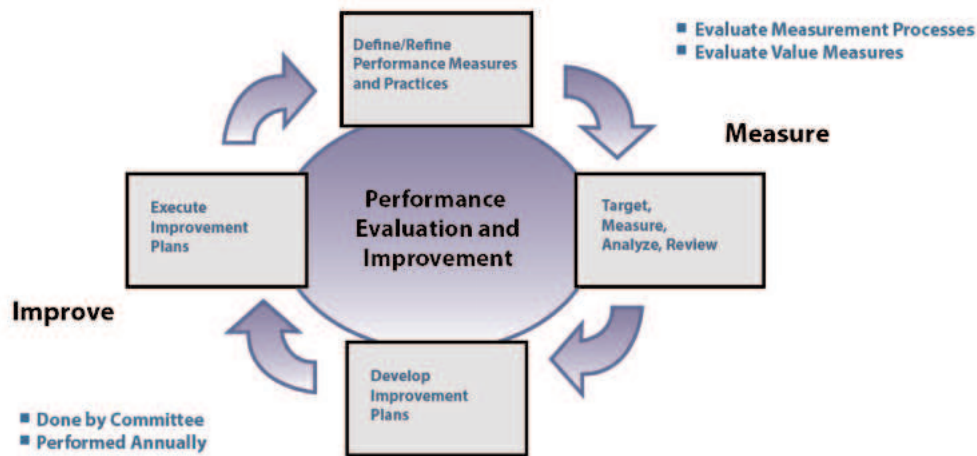 Define/Refine
Performance Measures
and Practices
■ Evaluate Measurement Processes
■ Evaluate Value Measures
Measure
Execute
Improvement
Plans
Performance
Evaluation and
Improvement
Target,
Measure,
Analyze, Review
Improve
Develop
Improvement
Plans
■ Done by Committee
■ Performed Annually